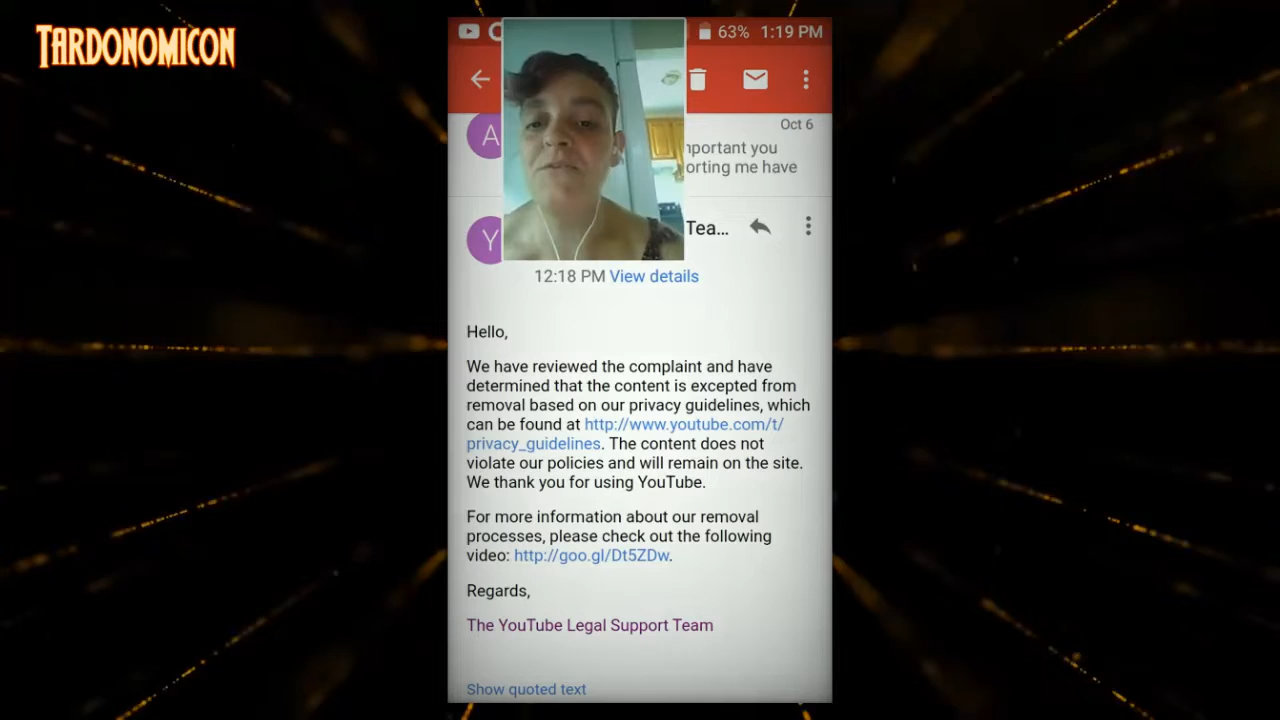 TARDONOMICON
63% 1:19 PM
A
Oct 6
mportant you
orting me have
Y
Tea...
12:18 PM View details
Hello,
We have reviewed the complaint and have
determined that the content is excepted from
removal based on our privacy guidelines, which
can be found at http://www.youtube.com/t/
privacy_guidelines. The content does not
violate our policies and will remain on the site.
We thank you for using YouTube.
For more information about our removal
processes, please check out the following
video: http://goo.gl/Dt5ZDw.
Regards,
The YouTube Legal Support Team
Show quoted text